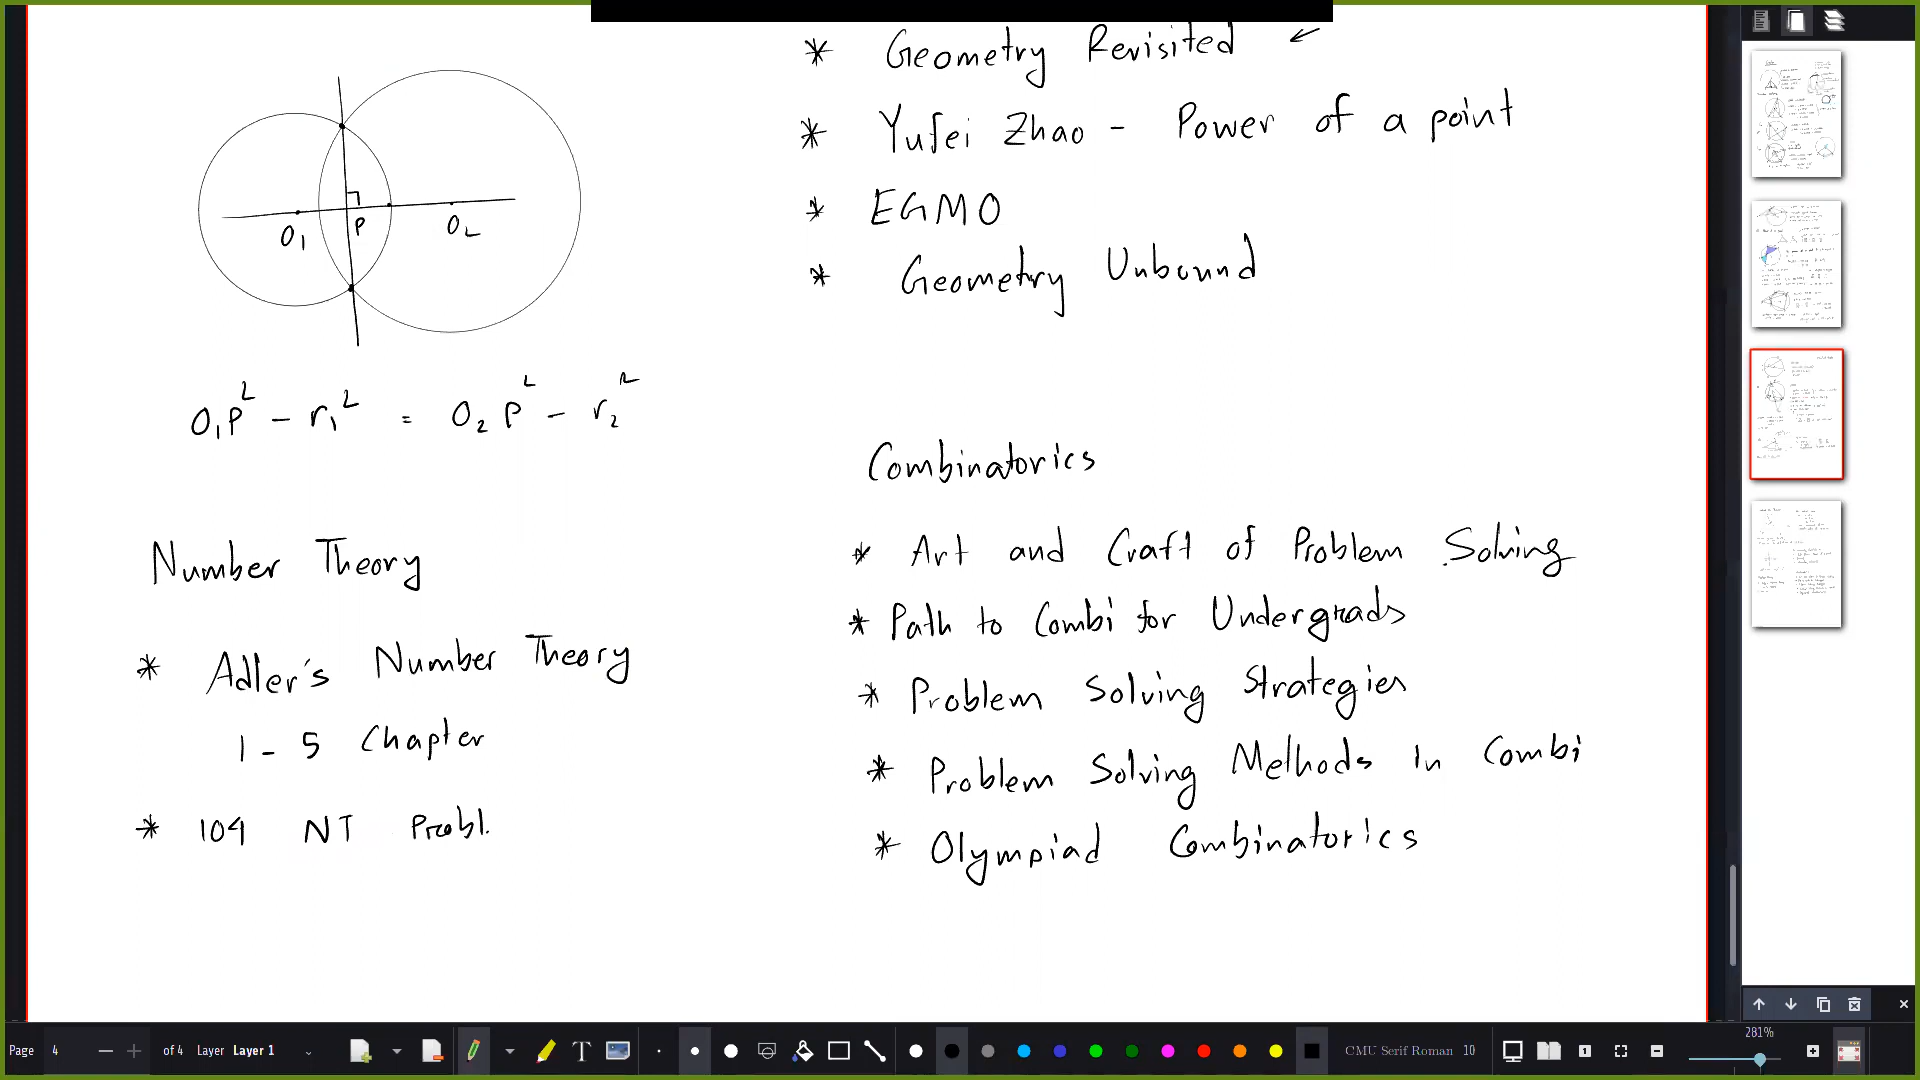 * Geometry Revisited ←
* Yufei Zhao - Power of a point
* EGMO
* Geometry Unbound
O₁ P O₂
O₁P² - r₁² = O₂P² - r₂²
Number Theory
* Adler's Number Theory
1 - 5 Chapter
* 104 NT Probl.
Combinatorics
* Art and Craft of Problem Solving
* Path to Combi for Undergrads
* Problem Solving Strategies
* Problem Solving Methods In Combi
* Olympiad Combinatorics
281%
Page 4 of 4 Layer Layer 1 CMU Serif Roman 10